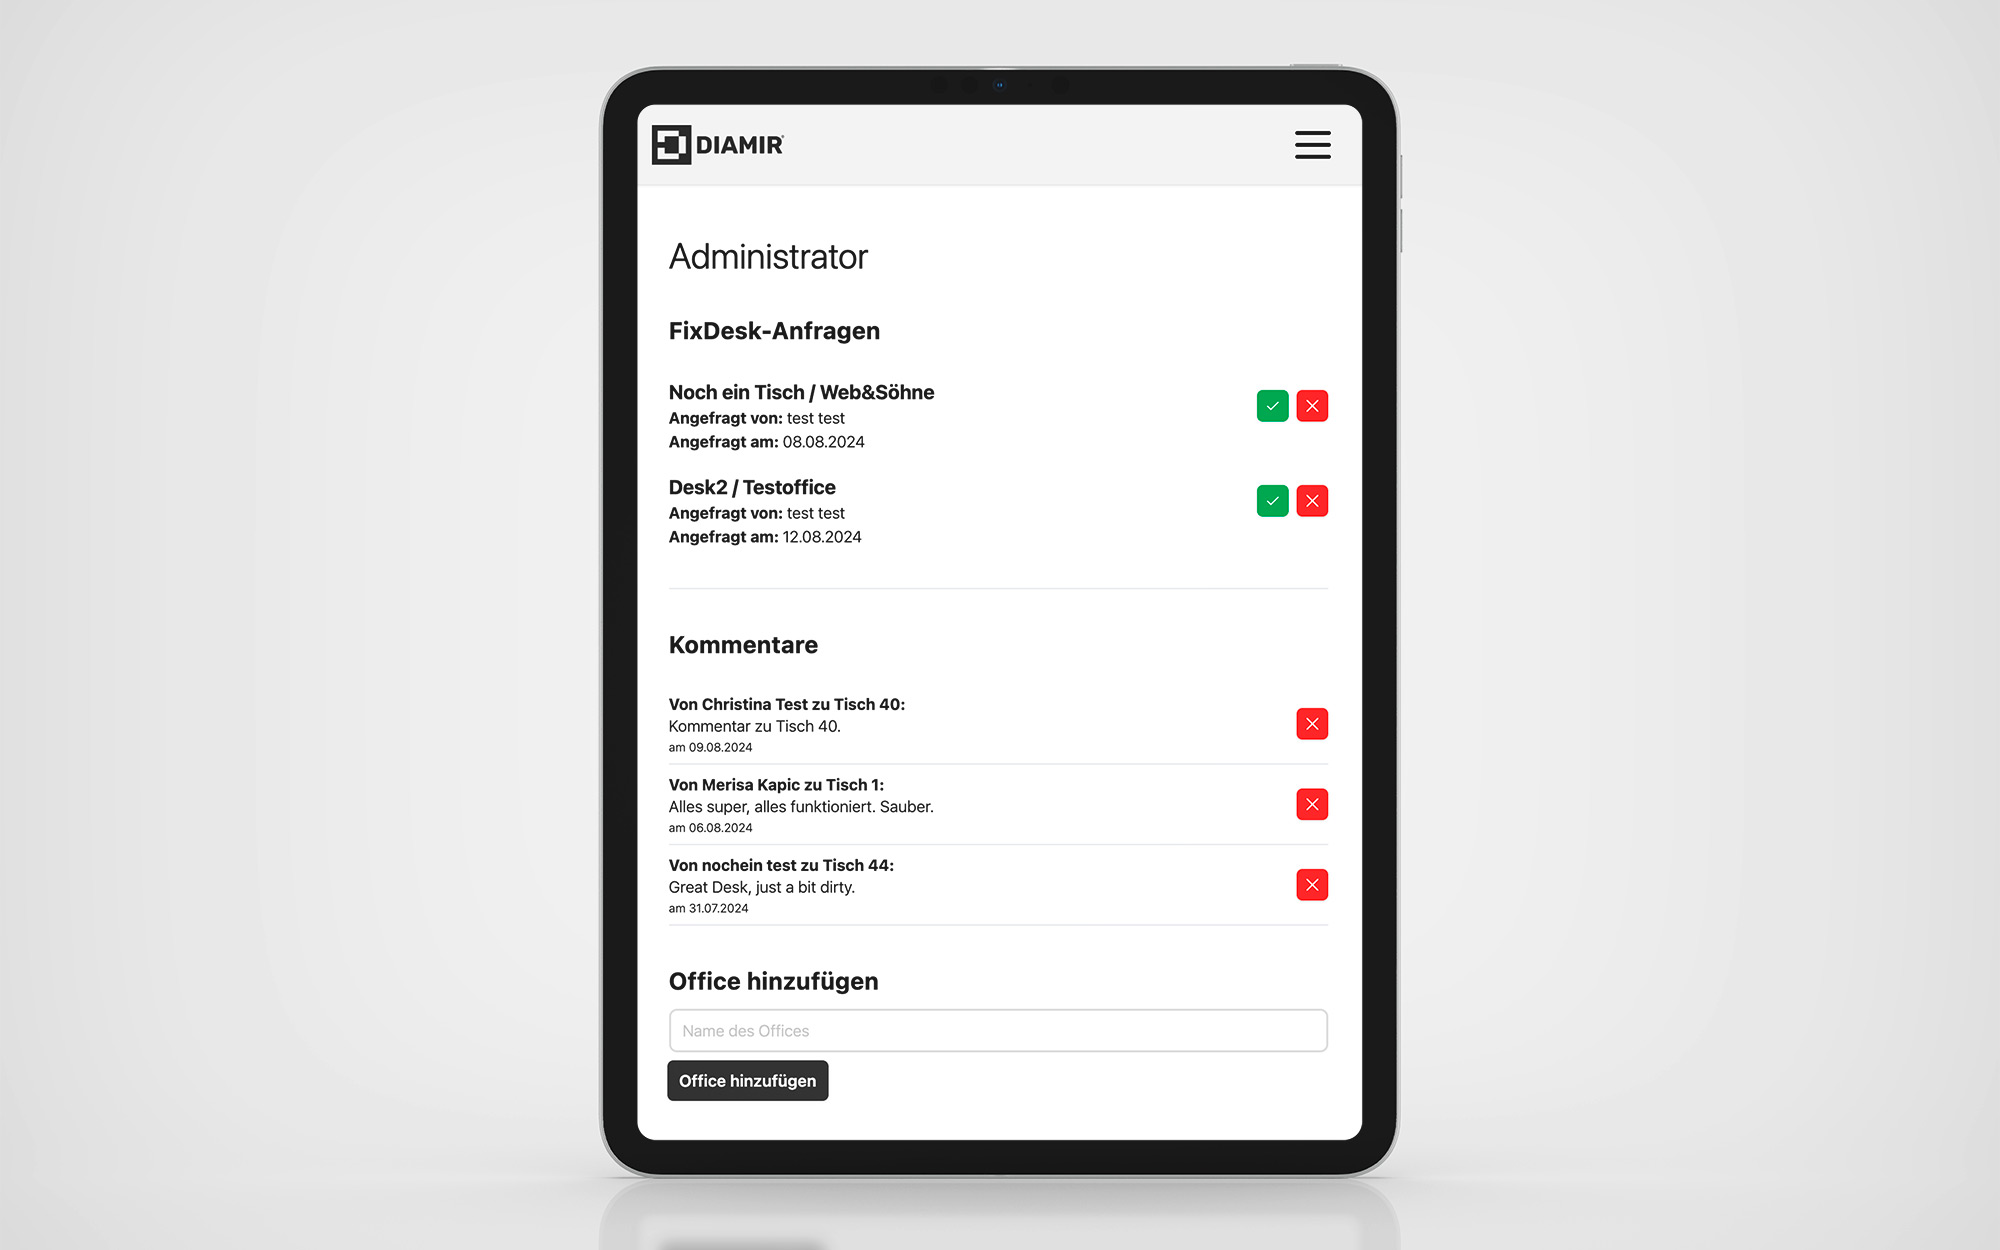 DIAMIR
Administrator
FixDesk-Anfragen
Noch ein Tisch / Web&Söhne
Angefragt von: test test
Angefragt am: 08.08.2024
Desk2 / Testoffice
Angefragt von: test test
Angefragt am: 12.08.2024
Kommentare
Von Christina Test zu Tisch 40:
Kommentar zu Tisch 40.
am 09.08.2024
Von Merisa Kapic zu Tisch 1:
Alles super, alles funktioniert. Sauber.
am 06.08.2024
Von nochein test zu Tisch 44:
Great Desk, just a bit dirty.
am 31.07.2024
Office hinzufügen
Name des Offices
Office hinzufügen